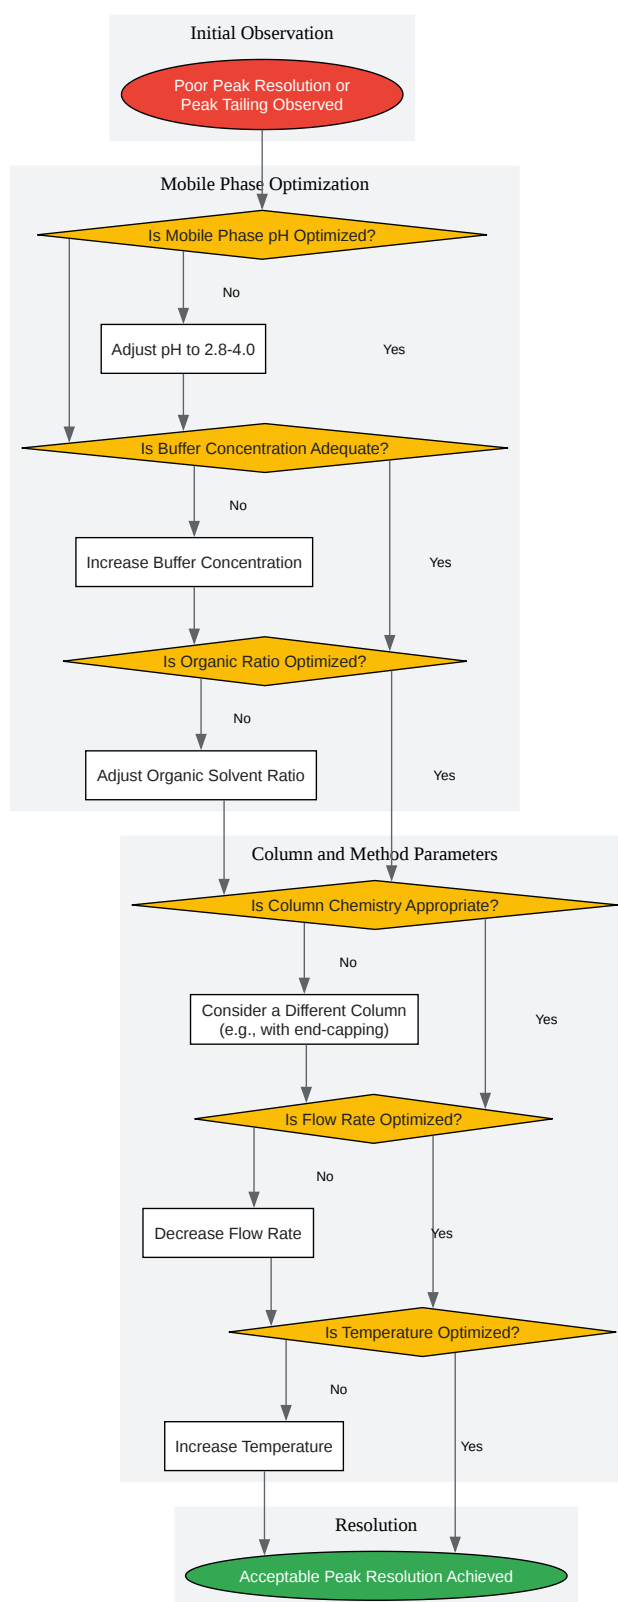 Initial Observation
Poor Peak Resolution or
Peak Tailing Observed
Mobile Phase Optimization
Is Mobile Phase pH Optimized?
No
Adjust pH to 2.8-4.0
Yes
Is Buffer Concentration Adequate?
No
Increase Buffer Concentration
Yes
Is Organic Ratio Optimized?
No
Adjust Organic Solvent Ratio
Yes
Column and Method Parameters
Is Column Chemistry Appropriate?
No
Consider a Different Column
(e.g., with end-capping)
Yes
Is Flow Rate Optimized?
No
Decrease Flow Rate
Yes
Is Temperature Optimized?
No
Increase Temperature
Yes
Resolution
Acceptable Peak Resolution Achieved